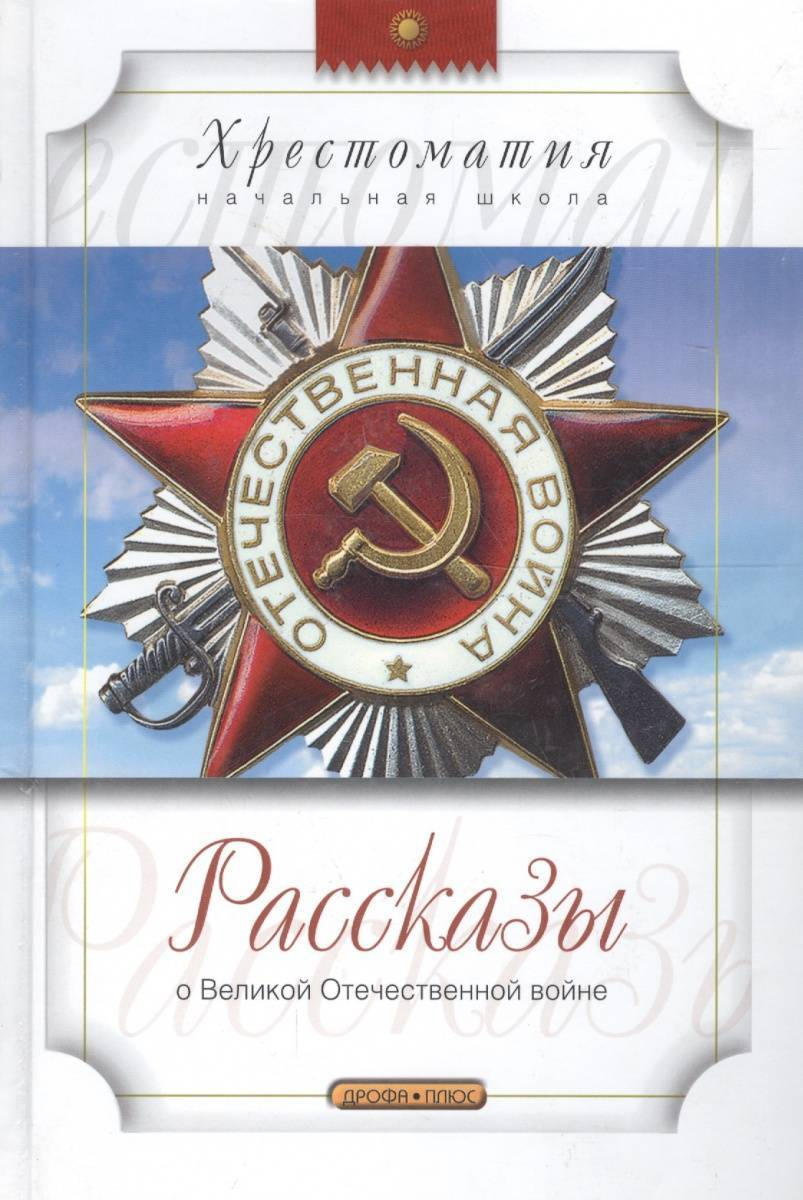 Хрестоматия
начальная школа
ОТЕЧЕСТВЕННАЯ ВОЙНА
Рассказы
о Великой Отечественной войне
ДРОФА • ПЛЮС